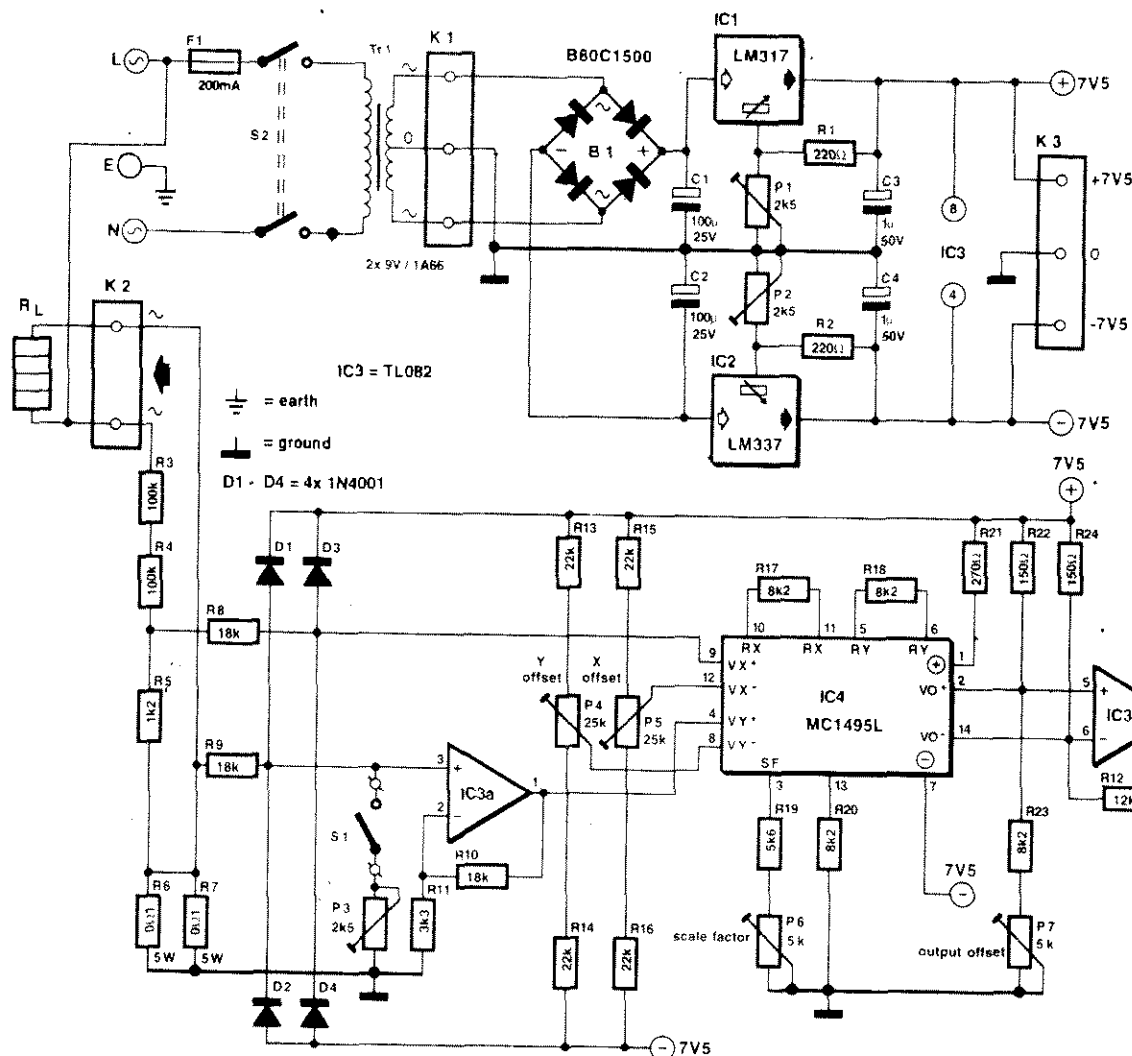 L
F1
200mA
S2
E
N
Tr 1
K 1
0
2x 9V / 1A66
B80C1500
B 1
IC1
LM317
R1
220Ω
P1
2k5
C1
100µ
25V
C3
1µ
50V
C2
100µ
25V
P2
2k5
R2
220Ω
C4
1µ
50V
IC2
LM337
8
IC3
4
+ 7V5
K 3
+7V5
0
-7V5
− 7V5
K 2
RL
IC3 = TL082
= earth
= ground
D1 - D4 = 4x 1N4001
R3
100k
R4
100k
R5
1k2
R8
18k
R9
18k
R6
0Ω1
5W
R7
0Ω1
5W
D1
D3
D2
D4
S1
P3
2k5
IC3a
3
2
1
R10
18k
R11
3k3
R13
22k
R15
22k
Y
offset
X
offset
P4
25k
P5
25k
R14
22k
R16
22k
7V5
R17
8k2
R18
8k2
10
11
5
6
RX
RX
RY
RY
9
VX+
12
VX-
4
VY+
8
VY-
IC4
MC1495L
SF
3
13
1
2
VO+
14
VO-
7
R19
5k6
R20
8k2
scale factor
P6
5k
7V5
R21
270Ω
R22
150Ω
R24
150Ω
5
6
IC3
R12
12k
R23
8k2
7V5
output offset
P7
5k